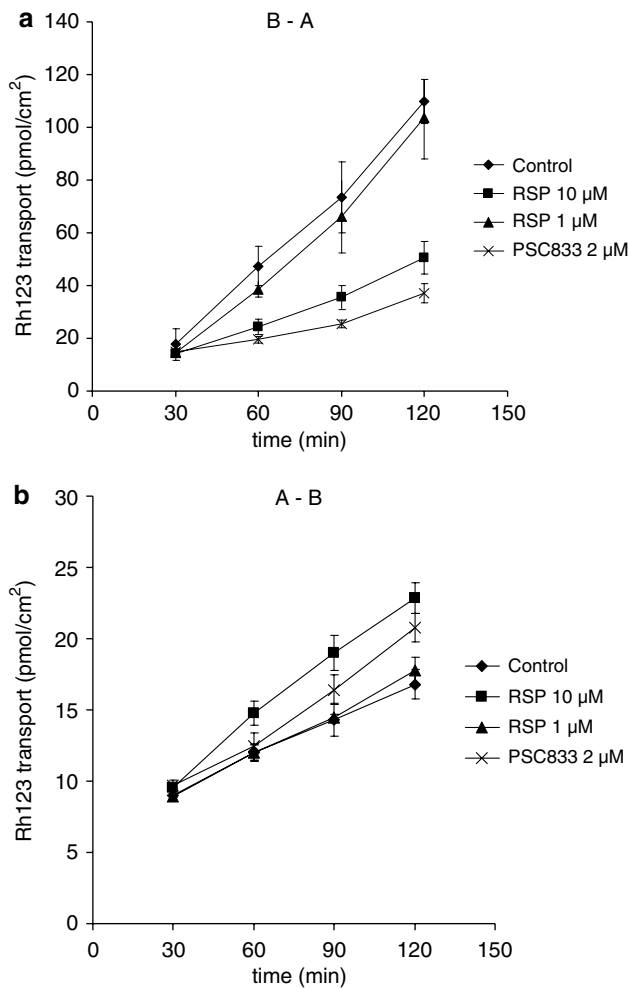 a
B - A
140
120
100
80
60
40
20
0
Rh123 transport (pmol/cm²)
0 30 60 90 120 150
time (min)
Control
RSP 10 µM
RSP 1 µM
PSC833 2 µM
b
A - B
30
25
20
15
10
5
0
Rh123 transport (pmol/cm²)
0 30 60 90 120 150
time (min)
Control
RSP 10 µM
RSP 1 µM
PSC833 2 µM